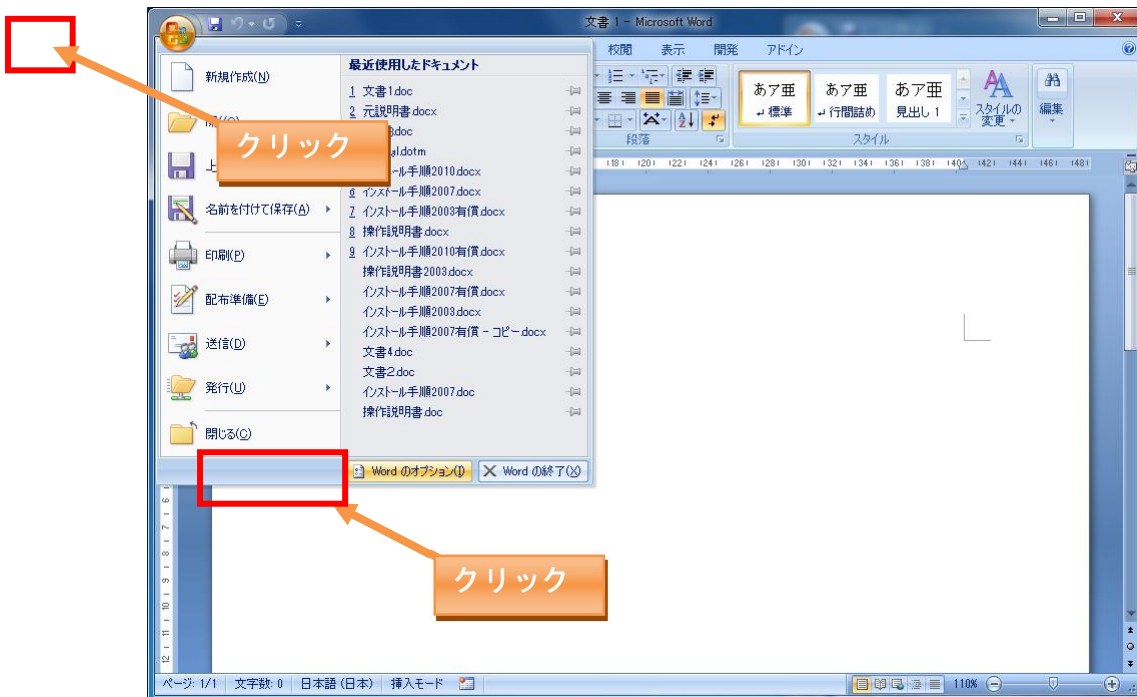 文書 1 - Microsoft Word
校閲 表示 開発 アドイン
新規作成(N)
名前を付けて保存(A)
印刷(P)
配布準備(E)
送信(D)
発行(U)
閉じる(C)
最近使用したドキュメント
1 文書1.doc
2 元説明書.docx
インストール手順2010.docx
6 インストール手順2007.docx
7 インストール手順2003有償.docx
8 操作説明書.docx
9 インストール手順2010有償.docx
操作説明書2003.docx
インストール手順2007有償.docx
インストール手順2003.docx
インストール手順2007有償 - コピー.docx
文書4.doc
文書2.doc
インストール手順2007.doc
操作説明書.doc
Word のオプション(I) Word の終了(X)
クリック
クリック
あア亜 あア亜 あア亜
標準 行間詰め 見出し 1
スタイルの
変更
編集
段落 スタイル
ページ: 1/1 文字数: 0 日本語 (日本) 挿入モード 110%